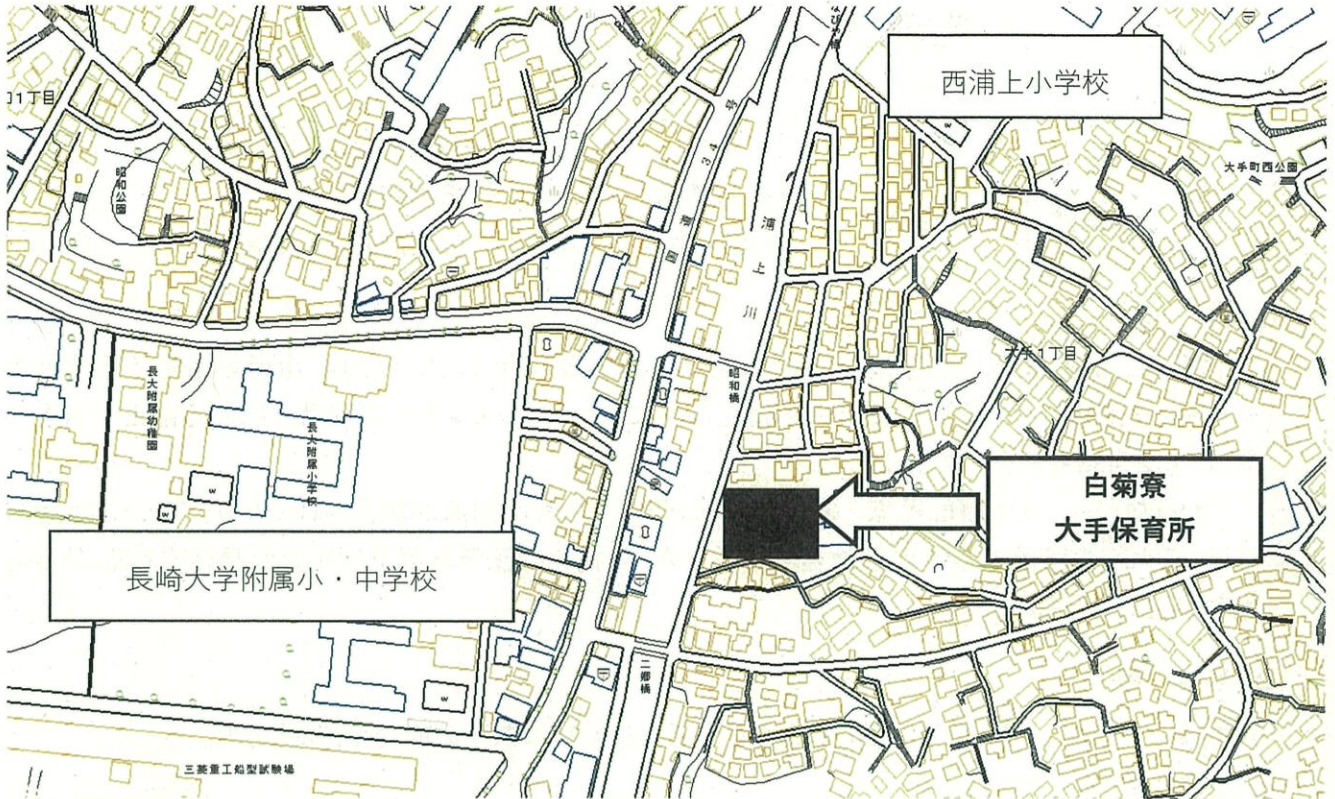 西浦上小学校
1丁目
昭和公園
大手町西公園
国道34号
浦上川
大手1丁目
昭和橋
長大附属幼稚園
長大附属小学校
白菊寮
大手保育所
長崎大学附属小・中学校
二郷橋
三菱重工船型試験場